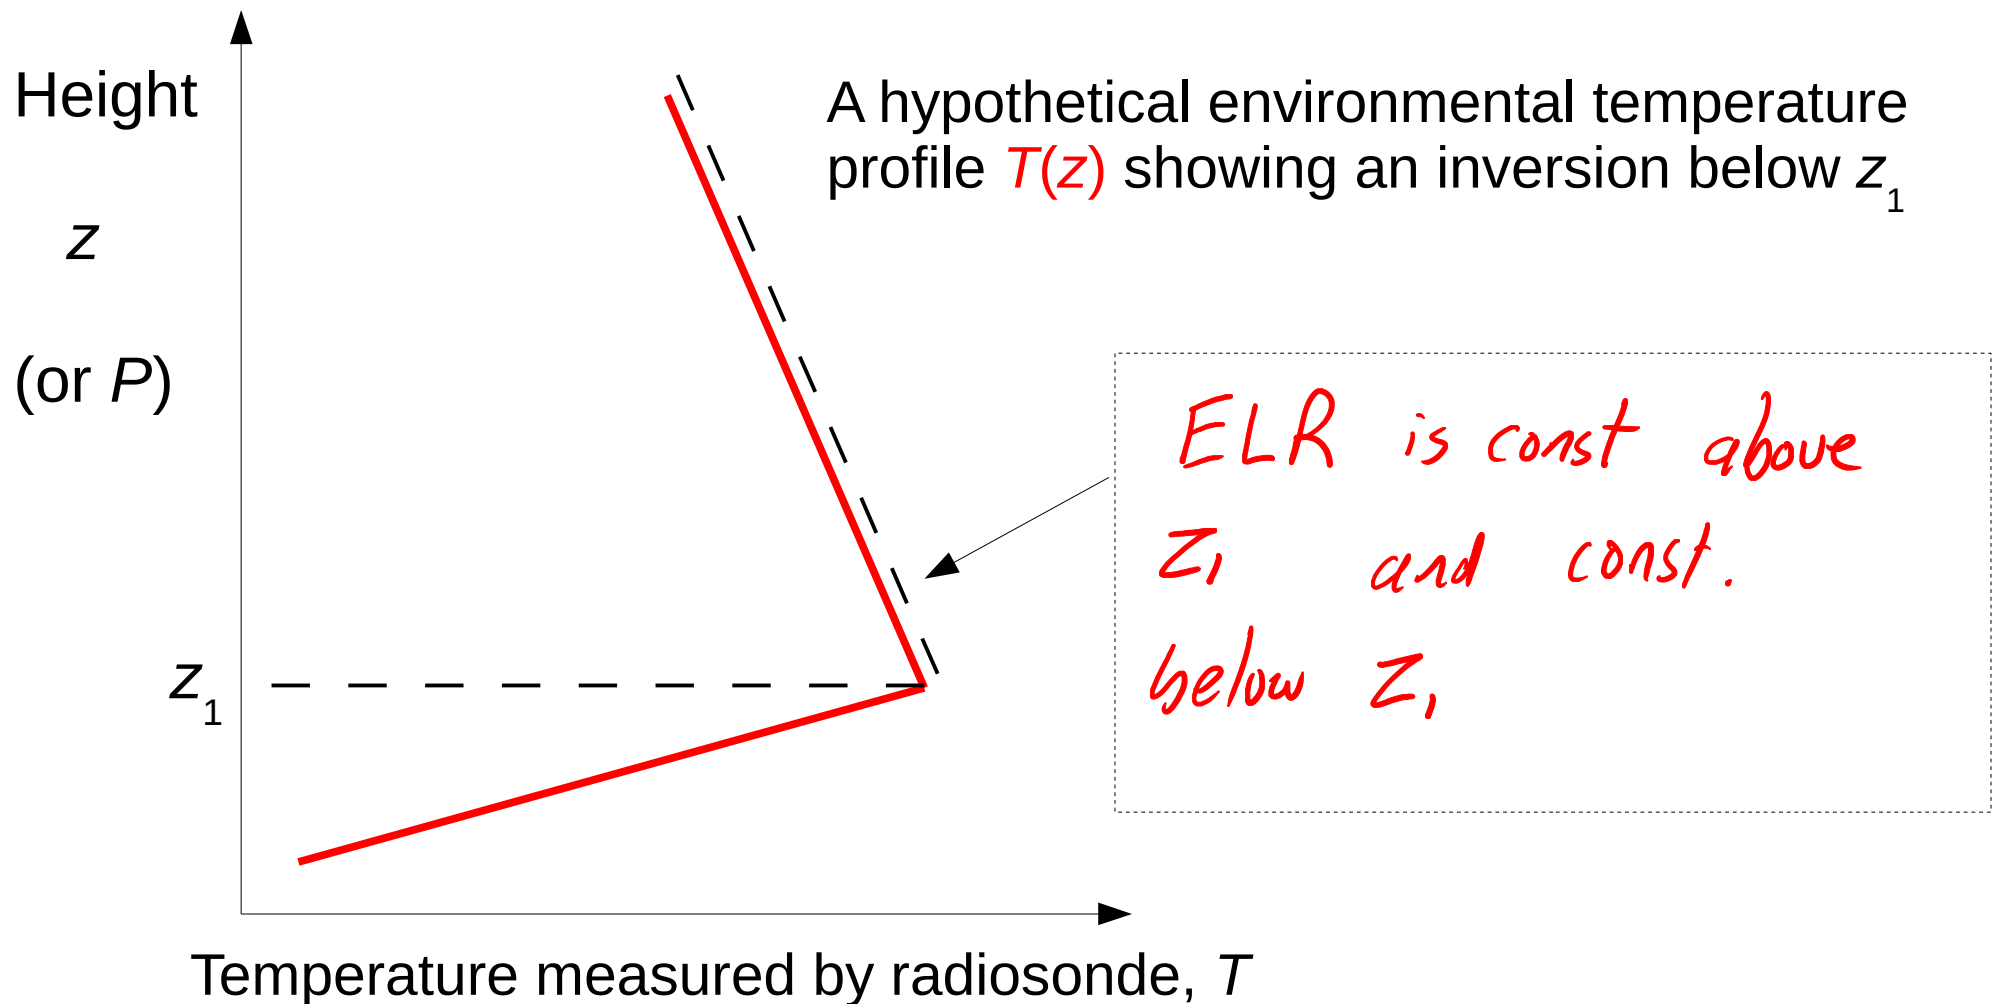 Height
z
(or P)
A hypothetical environmental temperature
profile T(z) showing an inversion below z1
ELR is const above
z1 and const.
below z1
z1
Temperature measured by radiosonde, T